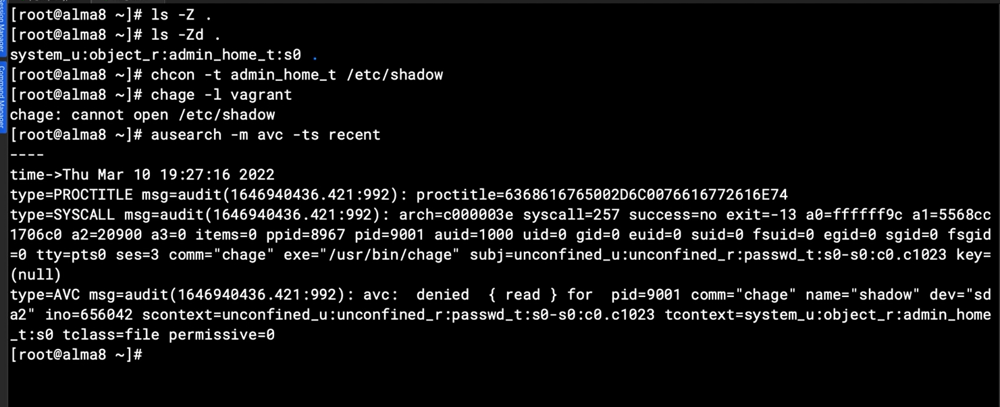 [root@alma8 ~]# ls -Z .
[root@alma8 ~]# ls -Zd .
system_u:object_r:admin_home_t:s0 .
[root@alma8 ~]# chcon -t admin_home_t /etc/shadow
[root@alma8 ~]# chage -l vagrant
chage: cannot open /etc/shadow
[root@alma8 ~]# ausearch -m avc -ts recent
----
time->Thu Mar 10 19:27:16 2022
type=PROCTITLE msg=audit(1646940436.421:992): proctitle=6368616765002D6C0076616772616E74
type=SYSCALL msg=audit(1646940436.421:992): arch=c000003e syscall=257 success=no exit=-13 a0=ffffff9c a1=5568cc
1706c0 a2=20900 a3=0 items=0 ppid=8967 pid=9001 auid=1000 uid=0 gid=0 euid=0 suid=0 fsuid=0 egid=0 sgid=0 fsgid
=0 tty=pts0 ses=3 comm="chage" exe="/usr/bin/chage" subj=unconfined_u:unconfined_r:passwd_t:s0-s0:c0.c1023 key=
(null)
type=AVC msg=audit(1646940436.421:992): avc:  denied  { read } for  pid=9001 comm="chage" name="shadow" dev="sd
a2" ino=656042 scontext=unconfined_u:unconfined_r:passwd_t:s0-s0:c0.c1023 tcontext=system_u:object_r:admin_home
_t:s0 tclass=file permissive=0
[root@alma8 ~]#
Manager
Command Manager